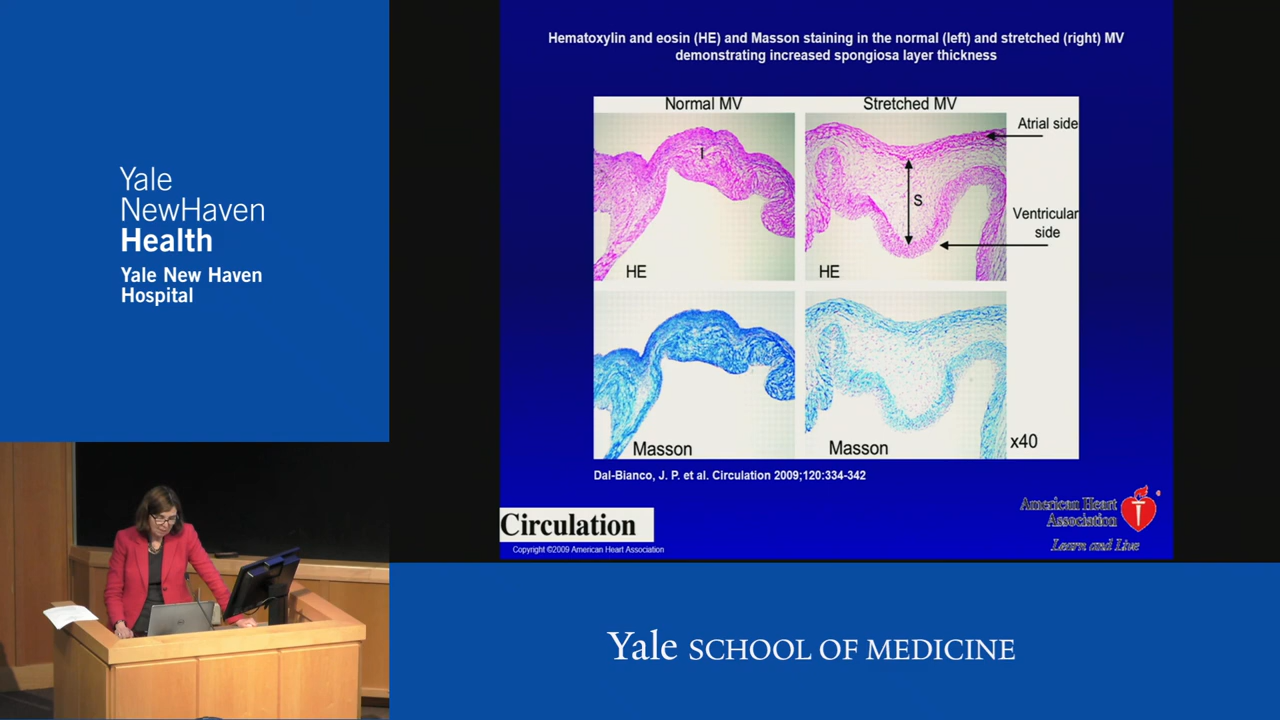 Yale
NewHaven
Health
Yale New Haven
Hospital
Hematoxylin and eosin (HE) and Masson staining in the normal (left) and stretched (right) MV
demonstrating increased spongiosa layer thickness
Normal MV
Stretched MV
Atrial side
I
S
Ventricular
side
HE
HE
Masson
Masson
x40
Dal-Bianco, J. P. et al. Circulation 2009;120:334-342
Circulation
Copyright ©2009 American Heart Association
American Heart
Association
®
Learn and Live
Yale SCHOOL OF MEDICINE